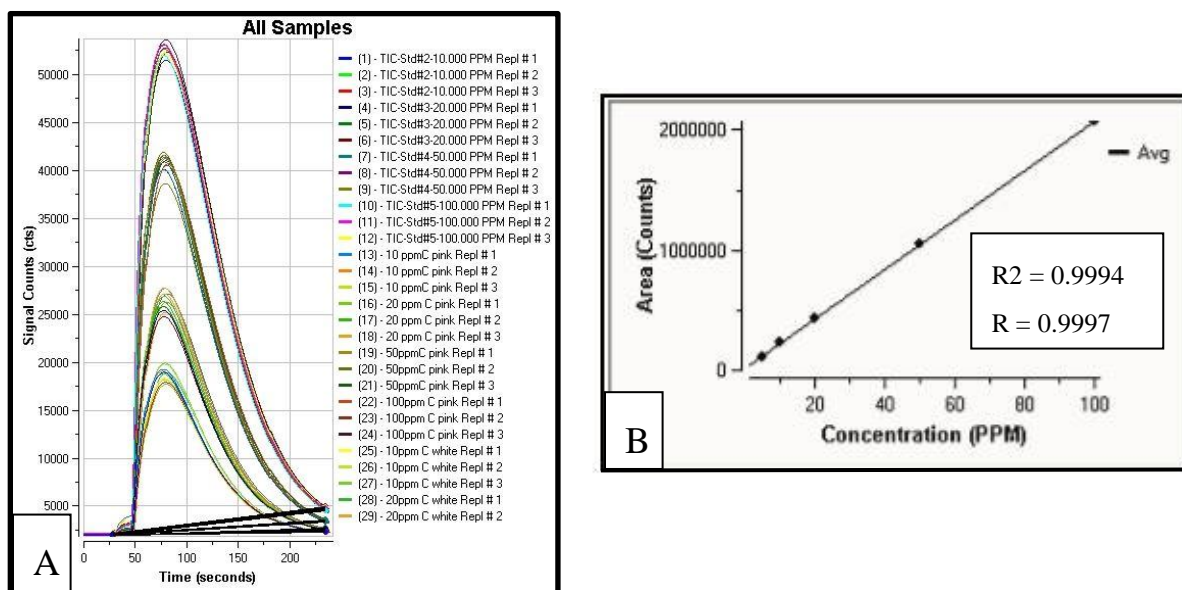 All Samples
Signal Counts (cts)
50000
45000
40000
35000
30000
25000
20000
15000
10000
5000
0
50
100
150
200
Time (seconds)
A
(1) - TIC-Std#2-10.000 PPM Repl # 1
(2) - TIC-Std#2-10.000 PPM Repl # 2
(3) - TIC-Std#2-10.000 PPM Repl # 3
(4) - TIC-Std#3-20.000 PPM Repl # 1
(5) - TIC-Std#3-20.000 PPM Repl # 2
(6) - TIC-Std#3-20.000 PPM Repl # 3
(7) - TIC-Std#4-50.000 PPM Repl # 1
(8) - TIC-Std#4-50.000 PPM Repl # 2
(9) - TIC-Std#4-50.000 PPM Repl # 3
(10) - TIC-Std#5-100.000 PPM Repl # 1
(11) - TIC-Std#5-100.000 PPM Repl # 2
(12) - TIC-Std#5-100.000 PPM Repl # 3
(13) - 10 ppmC pink Repl # 1
(14) - 10 ppmC pink Repl # 2
(15) - 10 ppmC pink Repl # 3
(16) - 20 ppm C pink Repl # 1
(17) - 20 ppm C pink Repl # 2
(18) - 20 ppm C pink Repl # 3
(19) - 50ppmC pink Repl # 1
(20) - 50ppmC pink Repl # 2
(21) - 50ppmC pink Repl # 3
(22) - 100ppm C pink Repl # 1
(23) - 100ppm C pink Repl # 2
(24) - 100ppm C pink Repl # 3
(25) - 10ppm C white Repl # 1
(26) - 10ppm C white Repl # 2
(27) - 10ppm C white Repl # 3
(28) - 20ppm C white Repl # 1
(29) - 20ppm C white Repl # 2
Area (Counts)
2000000
1000000
0
20
40
60
80
100
Concentration (PPM)
Avg
R2 = 0.9994
R = 0.9997
B